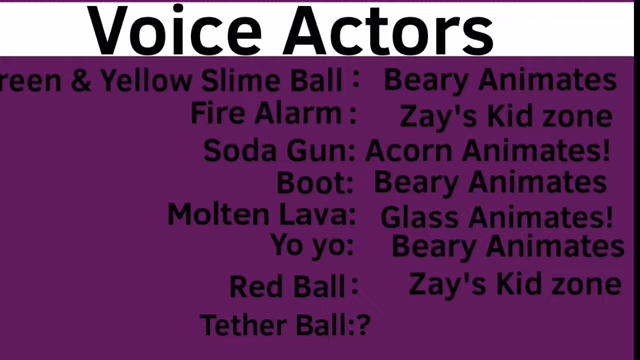 Voice Actors
reen & Yellow Slime Ball : Beary Animates
Fire Alarm : Zay's Kid zone
Soda Gun: Acorn Animates!
Boot: Beary Animates
Molten Lava: Glass Animates!
Yo yo: Beary Animates
Red Ball : Zay's Kid zone
Tether Ball:?